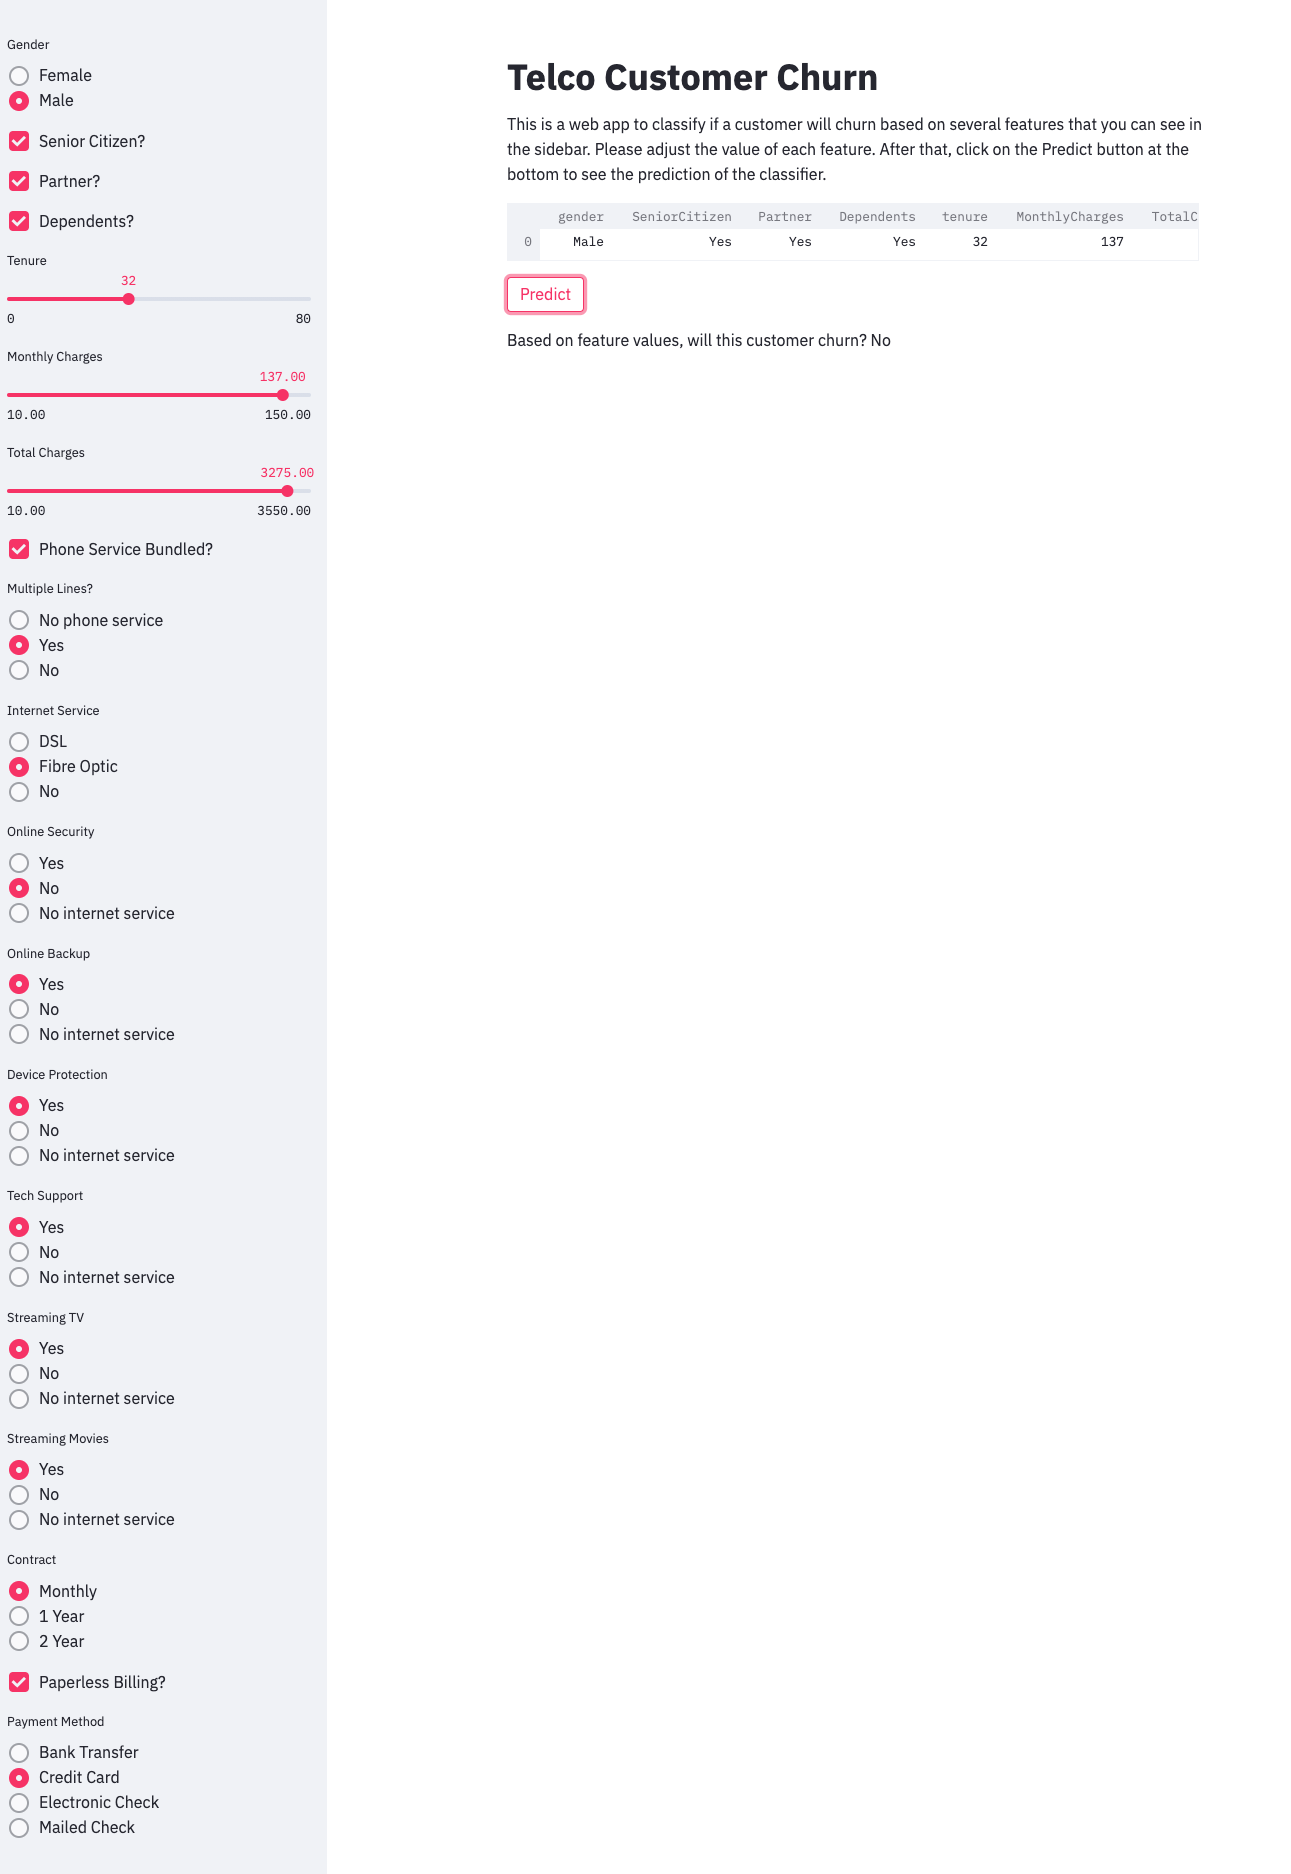 Gender
Female
Male
Senior Citizen?
Partner?
Dependents?
Tenure
32
0 80
Monthly Charges
137.00
10.00 150.00
Total Charges
3275.00
10.00 3550.00
Phone Service Bundled?
Multiple Lines?
No phone service
Yes
No
Internet Service
DSL
Fibre Optic
No
Online Security
Yes
No
No internet service
Online Backup
Yes
No
No internet service
Device Protection
Yes
No
No internet service
Tech Support
Yes
No
No internet service
Streaming TV
Yes
No
No internet service
Streaming Movies
Yes
No
No internet service
Contract
Monthly
1 Year
2 Year
Paperless Billing?
Payment Method
Bank Transfer
Credit Card
Electronic Check
Mailed Check
Telco Customer Churn
This is a web app to classify if a customer will churn based on several features that you can see in
the sidebar. Please adjust the value of each feature. After that, click on the Predict button at the
bottom to see the prediction of the classifier.
gender SeniorCitizen Partner Dependents tenure MonthlyCharges TotalC
0 Male Yes Yes Yes 32 137
Predict
Based on feature values, will this customer churn? No